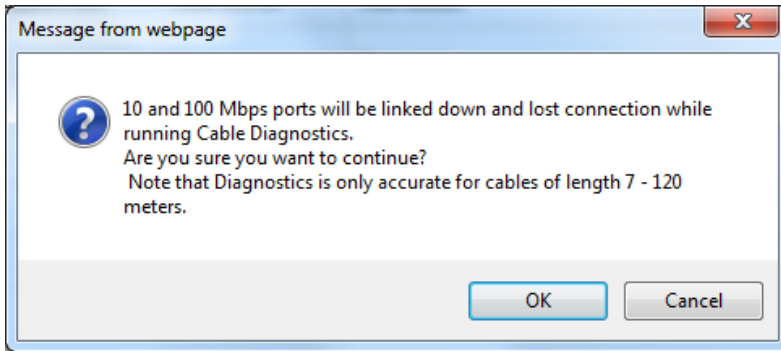 Message from webpage
10 and 100 Mbps ports will be linked down and lost connection while
running Cable Diagnostics.
Are you sure you want to continue?
Note that Diagnostics is only accurate for cables of length 7 - 120
meters.
OK
Cancel